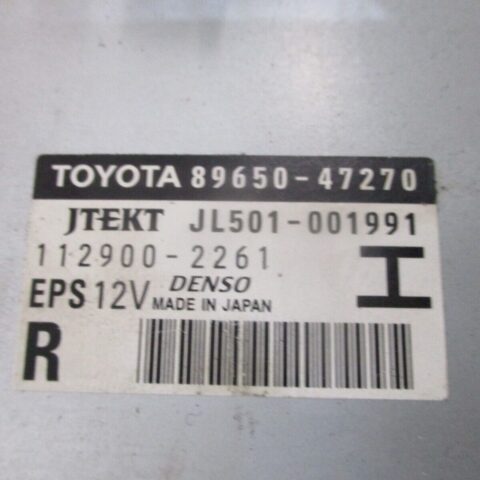 TOYOTA 89650-47270
JTEKT JL501-001991
112900-2261
EPS 12V DENSO
MADE IN JAPAN
R
H